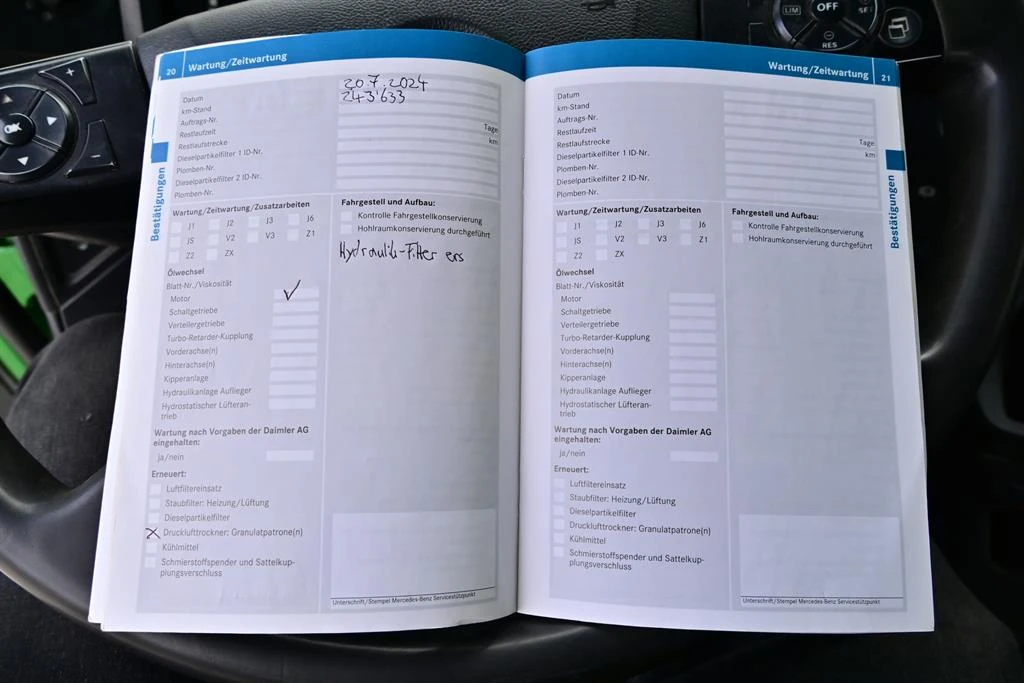 LIM
OFF
SET
RES
OK
20 Wartung/Zeitwartung
Bestätigungen
Datum 20 7. 2024
km-Stand 243'633
Auftrags-Nr.
Restlaufzeit Tage
Restlaufstrecke km
Dieselpartikelfilter 1 ID-Nr.
Plomben-Nr.
Dieselpartikelfilter 2 ID-Nr.
Plomben-Nr.
Wartung/Zeitwartung/Zusatzarbeiten
J1 J2 J3 J6
JS V2 V3 Z1
Z2 ZX
Ölwechsel
Blatt-Nr./Viskosität
Motor ✓
Schaltgetriebe
Verteilergetriebe
Turbo-Retarder-Kupplung
Vorderachse(n)
Hinterachse(n)
Kipperanlage
Hydraulikanlage Auflieger
Hydrostatischer Lüfteran-
trieb
Wartung nach Vorgaben der Daimler AG
eingehalten:
ja/nein
Erneuert:
Luftfiltereinsatz
Staubfilter: Heizung/Lüftung
Dieselpartikelfilter
X Drucklufttrockner: Granulatpatrone(n)
Kühlmittel
Schmierstoffspender und Sattelkup-
plungsverschluss
Fahrgestell und Aufbau:
Kontrolle Fahrgestellkonservierung
Hohlraumkonservierung durchgeführt
Hydraulik-Filter ers
Unterschrift/Stempel Mercedes-Benz Servicestützpunkt
Wartung/Zeitwartung 21
Bestätigungen
Datum
km-Stand
Auftrags-Nr.
Restlaufzeit Tage
Restlaufstrecke km
Dieselpartikelfilter 1 ID-Nr.
Plomben-Nr.
Dieselpartikelfilter 2 ID-Nr.
Plomben-Nr.
Wartung/Zeitwartung/Zusatzarbeiten
J1 J2 J3 J6
JS V2 V3 Z1
Z2 ZX
Ölwechsel
Blatt-Nr./Viskosität
Motor
Schaltgetriebe
Verteilergetriebe
Turbo-Retarder-Kupplung
Vorderachse(n)
Hinterachse(n)
Kipperanlage
Hydraulikanlage Auflieger
Hydrostatischer Lüfteran-
trieb
Wartung nach Vorgaben der Daimler AG
eingehalten:
ja/nein
Erneuert:
Luftfiltereinsatz
Staubfilter: Heizung/Lüftung
Dieselpartikelfilter
Drucklufttrockner: Granulatpatrone(n)
Kühlmittel
Schmierstoffspender und Sattelkup-
plungsverschluss
Fahrgestell und Aufbau:
Kontrolle Fahrgestellkonservierung
Hohlraumkonservierung durchgeführt
Unterschrift/Stempel Mercedes-Benz Servicestützpunkt